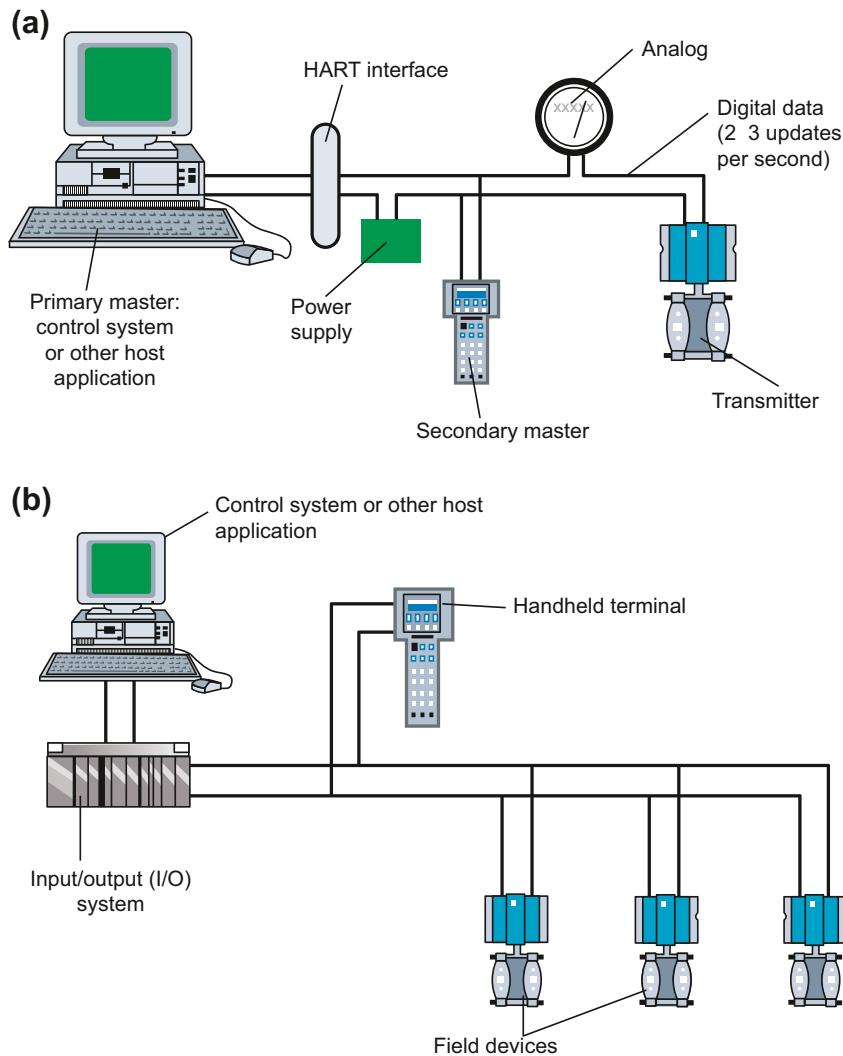 (a)
HART interface
Analog
XXXXX
Digital data
(2 3 updates
per second)
Primary master:
control system
or other host
application
Power
supply
Secondary master
Transmitter
(b)
Control system or other host
application
Handheld terminal
Input/output (I/O)
system
Field devices